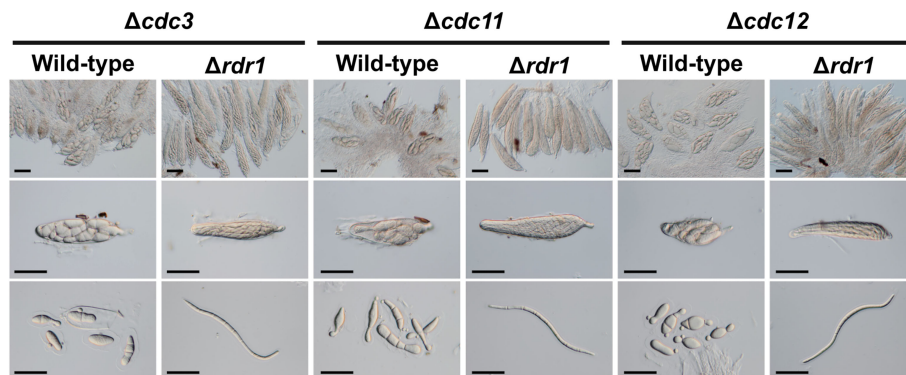 Δcdc3 Δcdc11 Δcdc12
Wild-type Δrdr1 Wild-type Δrdr1 Wild-type Δrdr1